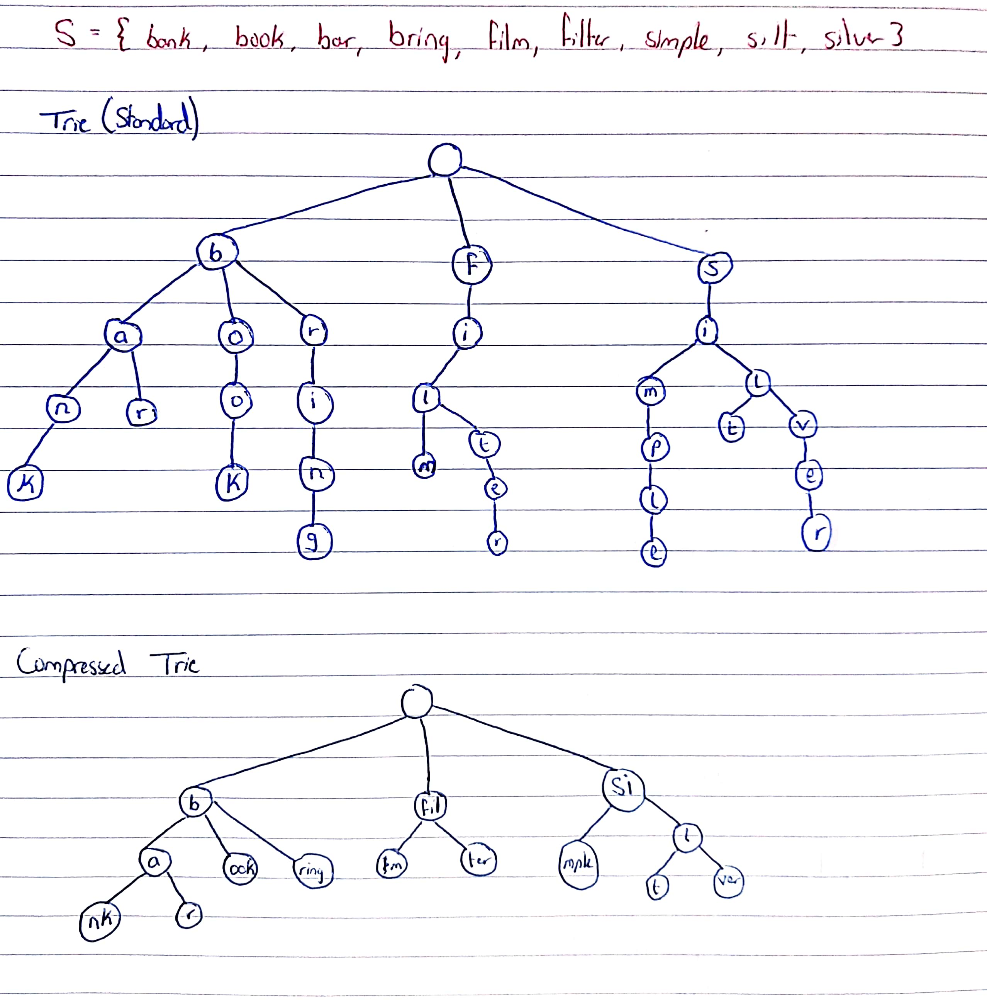 S = { bank, book, bar, bring, film, filter, simple, silt, silver }
Trie (Standard)
b F S
a o r i i
n r o i l m L
K K n m t p t v
g e l e
r e r
Compressed Trie
b fil Si
a ook ring m ter mple l
nk r t ver